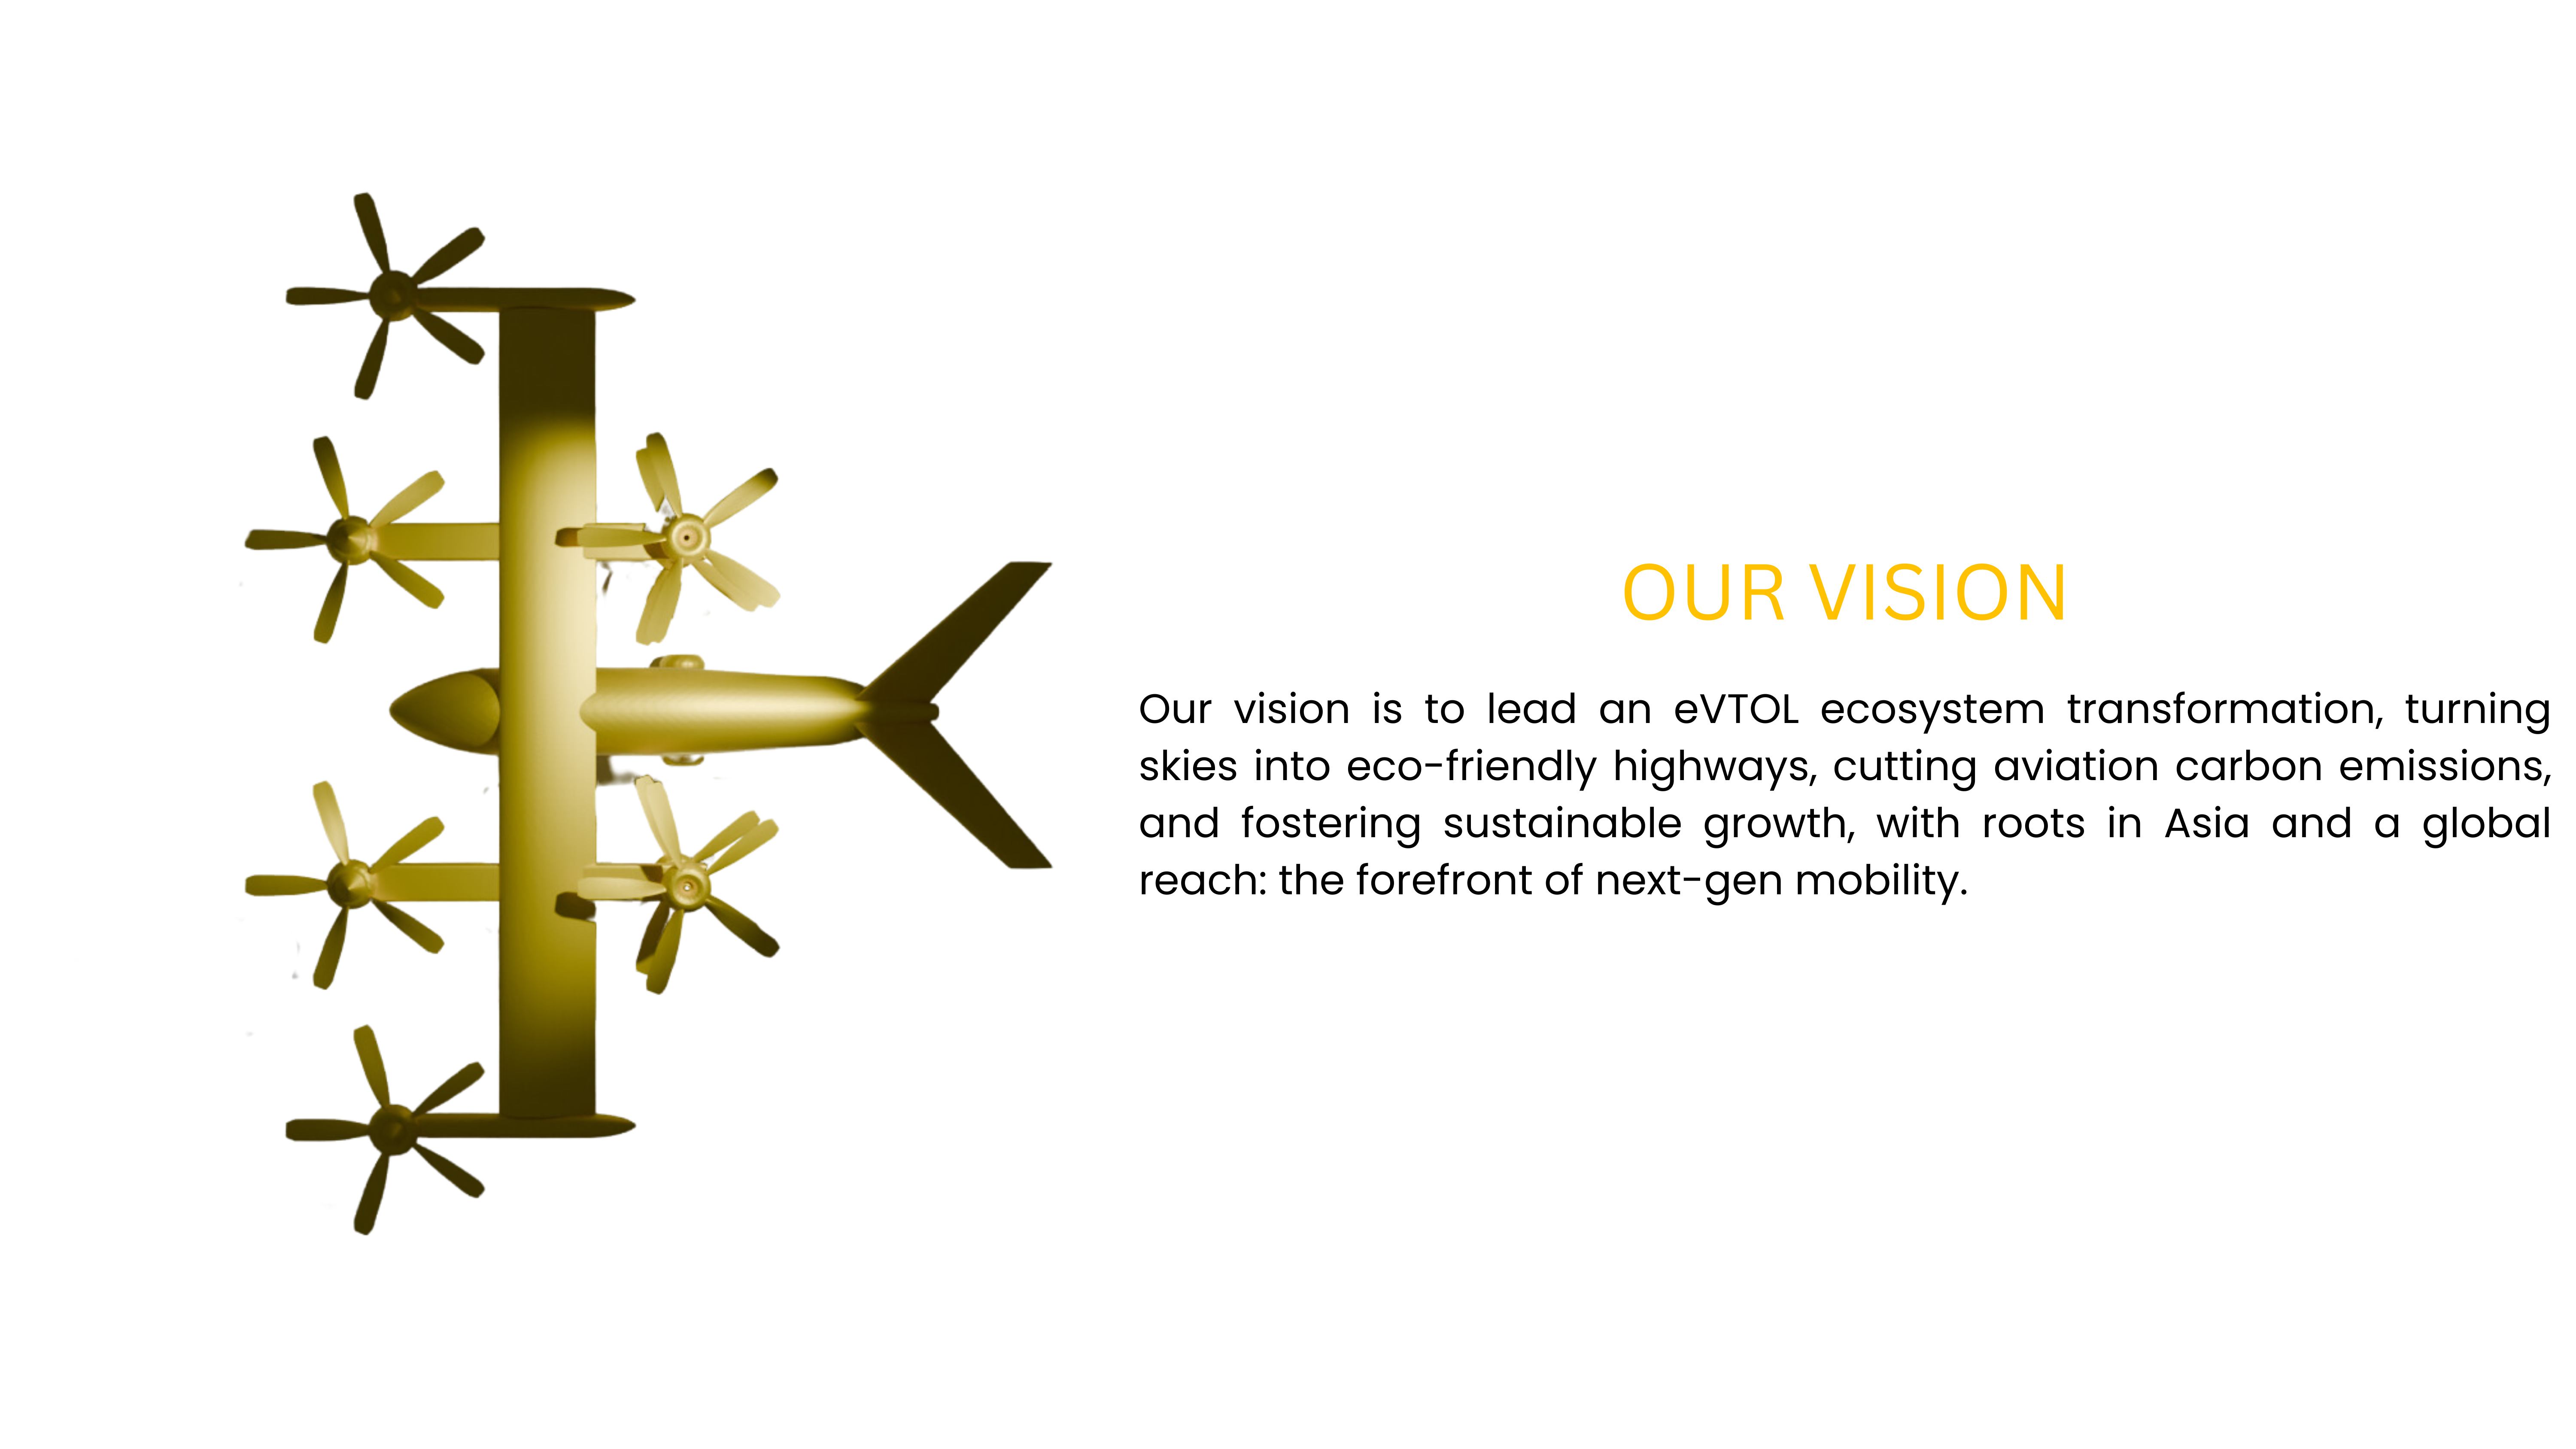 OUR VISION
Our vision is to lead an eVTOL ecosystem transformation, turning
skies into eco-friendly highways, cutting aviation carbon emissions,
and fostering sustainable growth, with roots in Asia and a global
reach: the forefront of next-gen mobility.